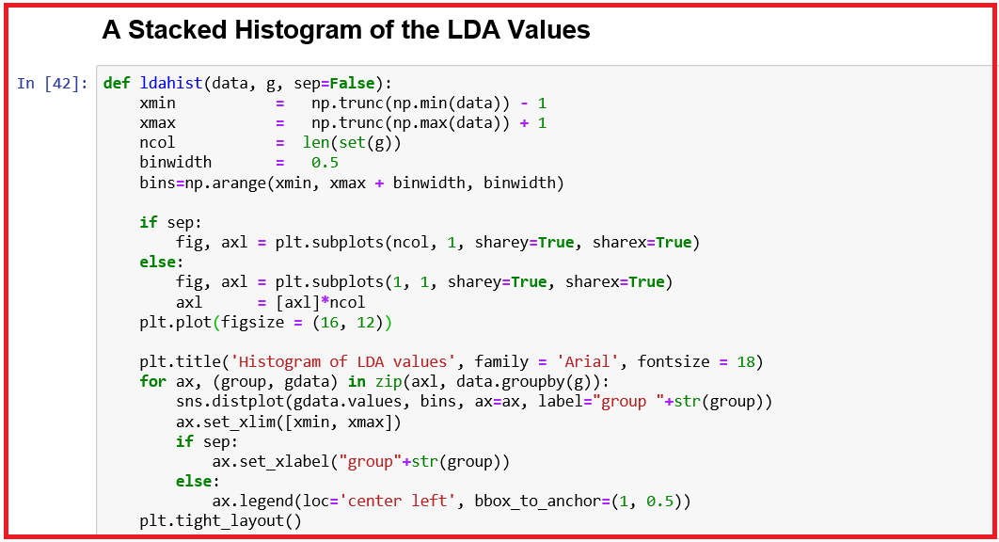 A Stacked Histogram of the LDA Values
In [42]: def ldahist(data, g, sep=False):
    xmin           =   np.trunc(np.min(data)) - 1
    xmax           =   np.trunc(np.max(data)) + 1
    ncol           =  len(set(g))
    binwidth       =   0.5
    bins=np.arange(xmin, xmax + binwidth, binwidth)

    if sep:
        fig, axl = plt.subplots(ncol, 1, sharey=True, sharex=True)
    else:
        fig, axl = plt.subplots(1, 1, sharey=True, sharex=True)
        axl      = [axl]*ncol
    plt.plot(figsize = (16, 12))

    plt.title('Histogram of LDA values', family = 'Arial', fontsize = 18)
    for ax, (group, gdata) in zip(axl, data.groupby(g)):
        sns.distplot(gdata.values, bins, ax=ax, label="group "+str(group))
        ax.set_xlim([xmin, xmax])
        if sep:
            ax.set_xlabel("group"+str(group))
        else:
            ax.legend(loc='center left', bbox_to_anchor=(1, 0.5))
    plt.tight_layout()